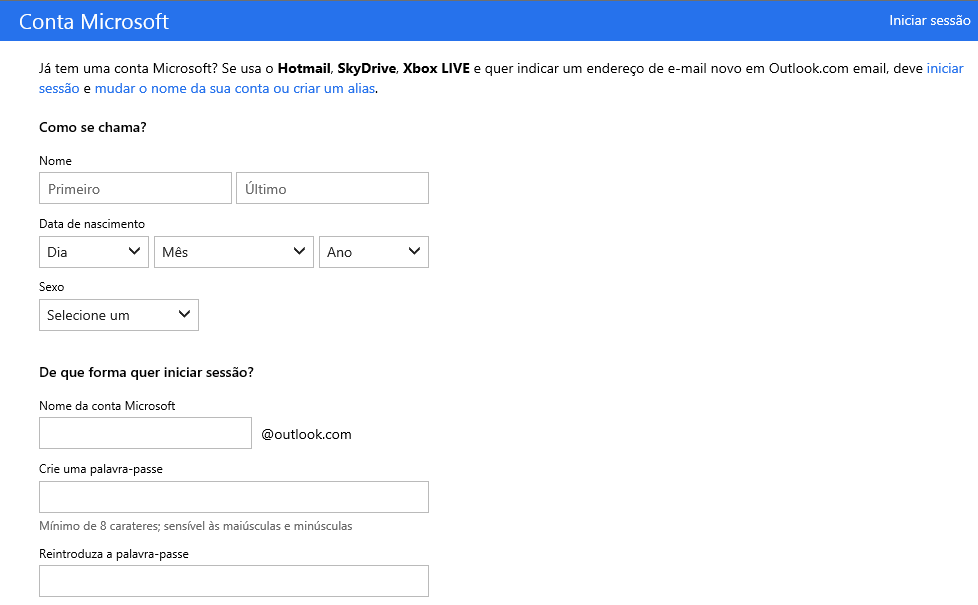 Conta Microsoft
Iniciar sessão
Já tem uma conta Microsoft? Se usa o Hotmail, SkyDrive, Xbox LIVE e quer indicar um endereço de e-mail novo em Outlook.com email, deve iniciar
sessão e mudar o nome da sua conta ou criar um alias.
Como se chama?
Nome
Primeiro Último
Data de nascimento
Dia Mês Ano
Sexo
Selecione um
De que forma quer iniciar sessão?
Nome da conta Microsoft
@outlook.com
Crie uma palavra-passe
Mínimo de 8 carateres; sensível às maiúsculas e minúsculas
Reintroduza a palavra-passe